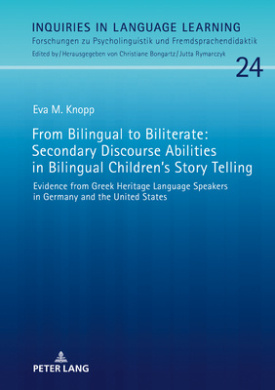 INQUIRIES IN LANGUAGE LEARNING
Forschungen zu Psycholinguistik und Fremdsprachendidaktik
Edited by/Herausgegeben von Christiane Bongartz/Jutta Rymarczyk
24
Eva M. Knopp
From Bilingual to Biliterate:
Secondary Discourse Abilities
in Bilingual Children's Story Telling
Evidence from Greek Heritage Language Speakers
in Germany and the United States
PETER LANG